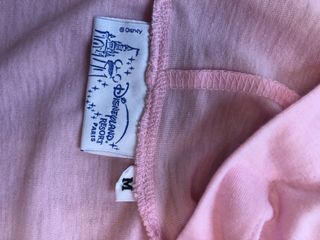 © Disney
DISNEYLAND
RESORT
PARIS
M